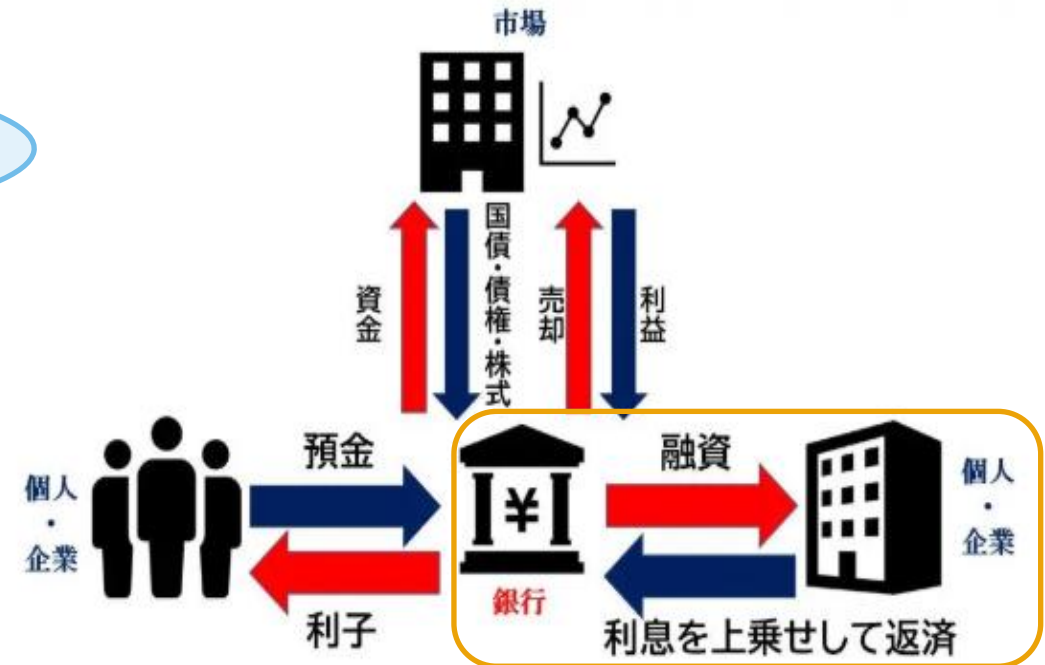 市場
資金
国債・債権・株式
売却
利益
預金
融資
個人
・
企業
¥
個人
・
企業
銀行
利子
利息を上乗せして返済